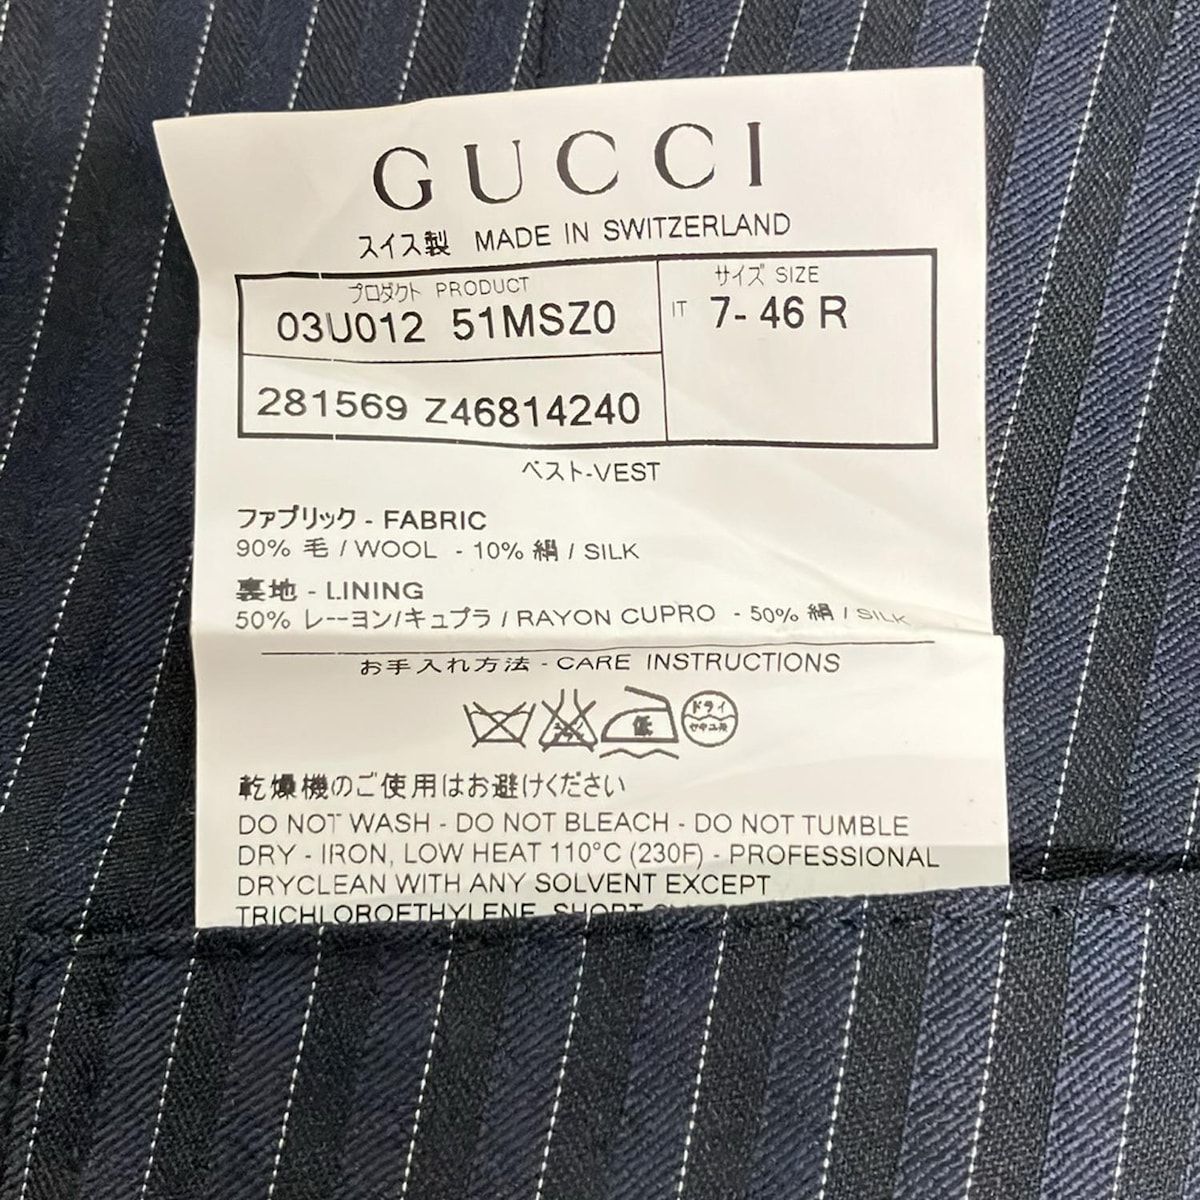 GUCCI
スイス製 MADE IN SWITZERLAND
プロダクト PRODUCT
03U012 51MSZ0
281569 Z46814240
サイズ SIZE
IT 7- 46 R
ベスト-VEST
ファブリック - FABRIC
90% 毛 / WOOL - 10% 絹 / SILK
裏地 - LINING
50% レーヨン/キュプラ / RAYON CUPRO - 50% 絹 / SILK
お手入れ方法 - CARE INSTRUCTIONS
低 ドライ
乾燥機のご使用はお避けください
DO NOT WASH - DO NOT BLEACH - DO NOT TUMBLE
DRY - IRON, LOW HEAT 110°C (230F) - PROFESSIONAL
DRYCLEAN WITH ANY SOLVENT EXCEPT
TRICHLOROETHYLENE, SHORT